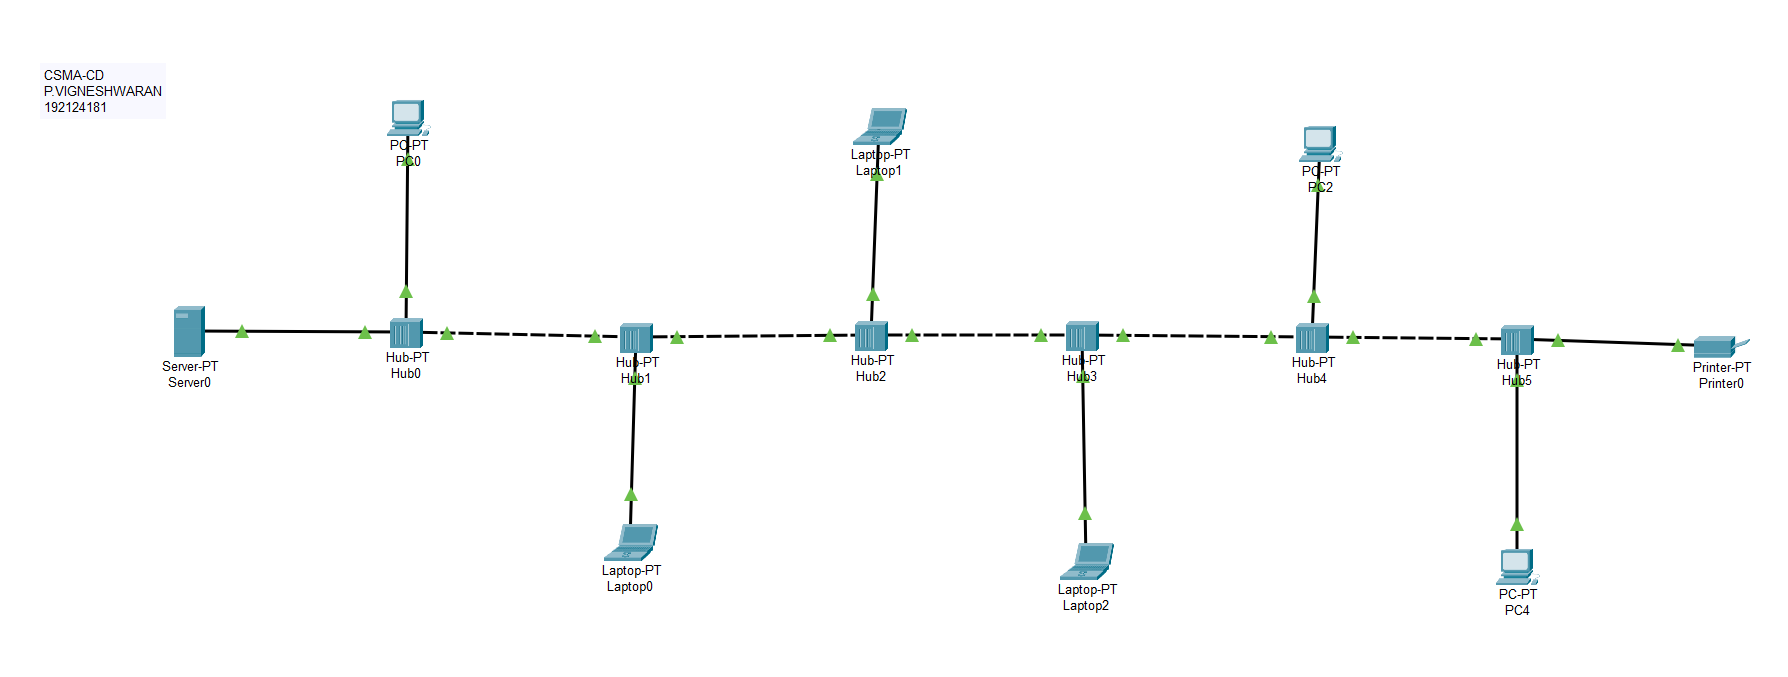 CSMA-CD
P.VIGNESHWARAN
192124181
PC-PT
PC0
Laptop-PT
Laptop1
PC-PT
PC2
Server-PT
Server0
Hub-PT
Hub0
Hub-PT
Hub1
Hub-PT
Hub2
Hub-PT
Hub3
Hub-PT
Hub4
Hub-PT
Hub5
Printer-PT
Printer0
Laptop-PT
Laptop0
Laptop-PT
Laptop2
PC-PT
PC4